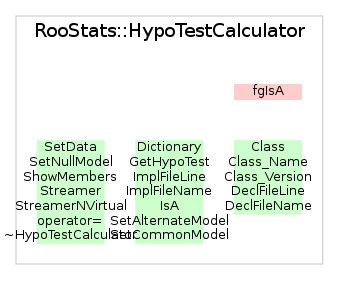 RooStats::HypoTestCalculator
fgIsA
SetData Dictionary Class
SetNullModel GetHypoTest Class_Name
ShowMembers ImplFileLine Class_Version
Streamer ImplFileName DeclFileLine
StreamerNVirtual IsA DeclFileName
operator= SetAlternateModel
~HypoTestCalculator SetCommonModel